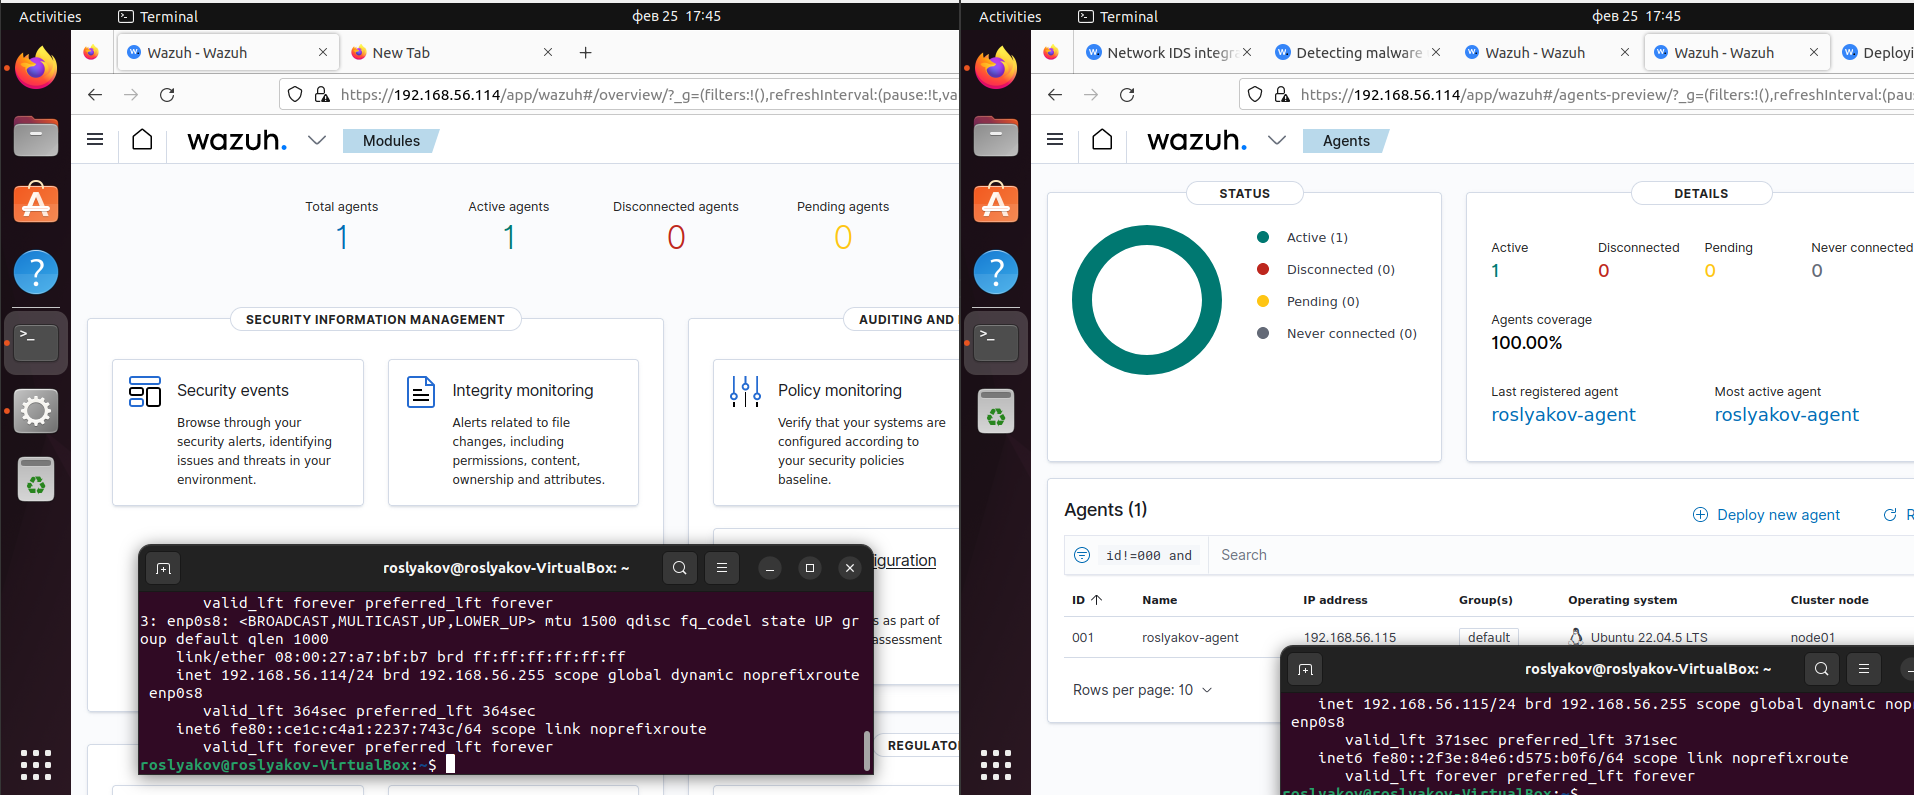 Activities
Terminal
фев 25 17:45
Wazuh - Wazuh
New Tab
https://192.168.56.114/app/wazuh#/overview/?_g=(filters:!(),refreshInterval:(pause:!t,va
wazuh.
Modules
Total agents
1
Active agents
1
Disconnected agents
0
Pending agents
0
SECURITY INFORMATION MANAGEMENT
Security events
Browse through your
security alerts, identifying
issues and threats in your
environment.
Integrity monitoring
Alerts related to file
changes, including
permissions, content,
ownership and attributes.
AUDITING AND
Policy monitoring
Verify that your systems are
configured according to
your security policies
baseline.
iguration
s as part of
assessment
REGULATO
roslyakov@roslyakov-VirtualBox: ~
valid_lft forever preferred_lft forever
3: enp0s8: <BROADCAST,MULTICAST,UP,LOWER_UP> mtu 1500 qdisc fq_codel state UP gr
oup default qlen 1000
link/ether 08:00:27:a7:bf:b7 brd ff:ff:ff:ff:ff:ff
inet 192.168.56.114/24 brd 192.168.56.255 scope global dynamic noprefixroute
enp0s8
valid_lft 364sec preferred_lft 364sec
inet6 fe80::ce1c:c4a1:2237:743c/64 scope link noprefixroute
valid_lft forever preferred_lft forever
roslyakov@roslyakov-VirtualBox:~$
Activities
Terminal
фев 25 17:45
Network IDS integra
Detecting malware
Wazuh - Wazuh
Wazuh - Wazuh
Deployi
https://192.168.56.114/app/wazuh#/agents-preview/?_g=(filters:!(),refreshInterval:(paus
wazuh.
Agents
STATUS
Active (1)
Disconnected (0)
Pending (0)
Never connected (0)
DETAILS
Active
1
Disconnected
0
Pending
0
Never connected
0
Agents coverage
100.00%
Last registered agent
roslyakov-agent
Most active agent
roslyakov-agent
Agents (1)
Deploy new agent
R
id!=000 and
Search
ID Name IP address Group(s) Operating system Cluster node
001 roslyakov-agent 192.168.56.115 default Ubuntu 22.04.5 LTS node01
Rows per page: 10
roslyakov@roslyakov-VirtualBox: ~
inet 192.168.56.115/24 brd 192.168.56.255 scope global dynamic nop
enp0s8
valid_lft 371sec preferred_lft 371sec
inet6 fe80::2f3e:84e6:d575:b0f6/64 scope link noprefixroute
valid_lft forever preferred_lft forever
roslyakov@roslyakov-VirtualBox:~$